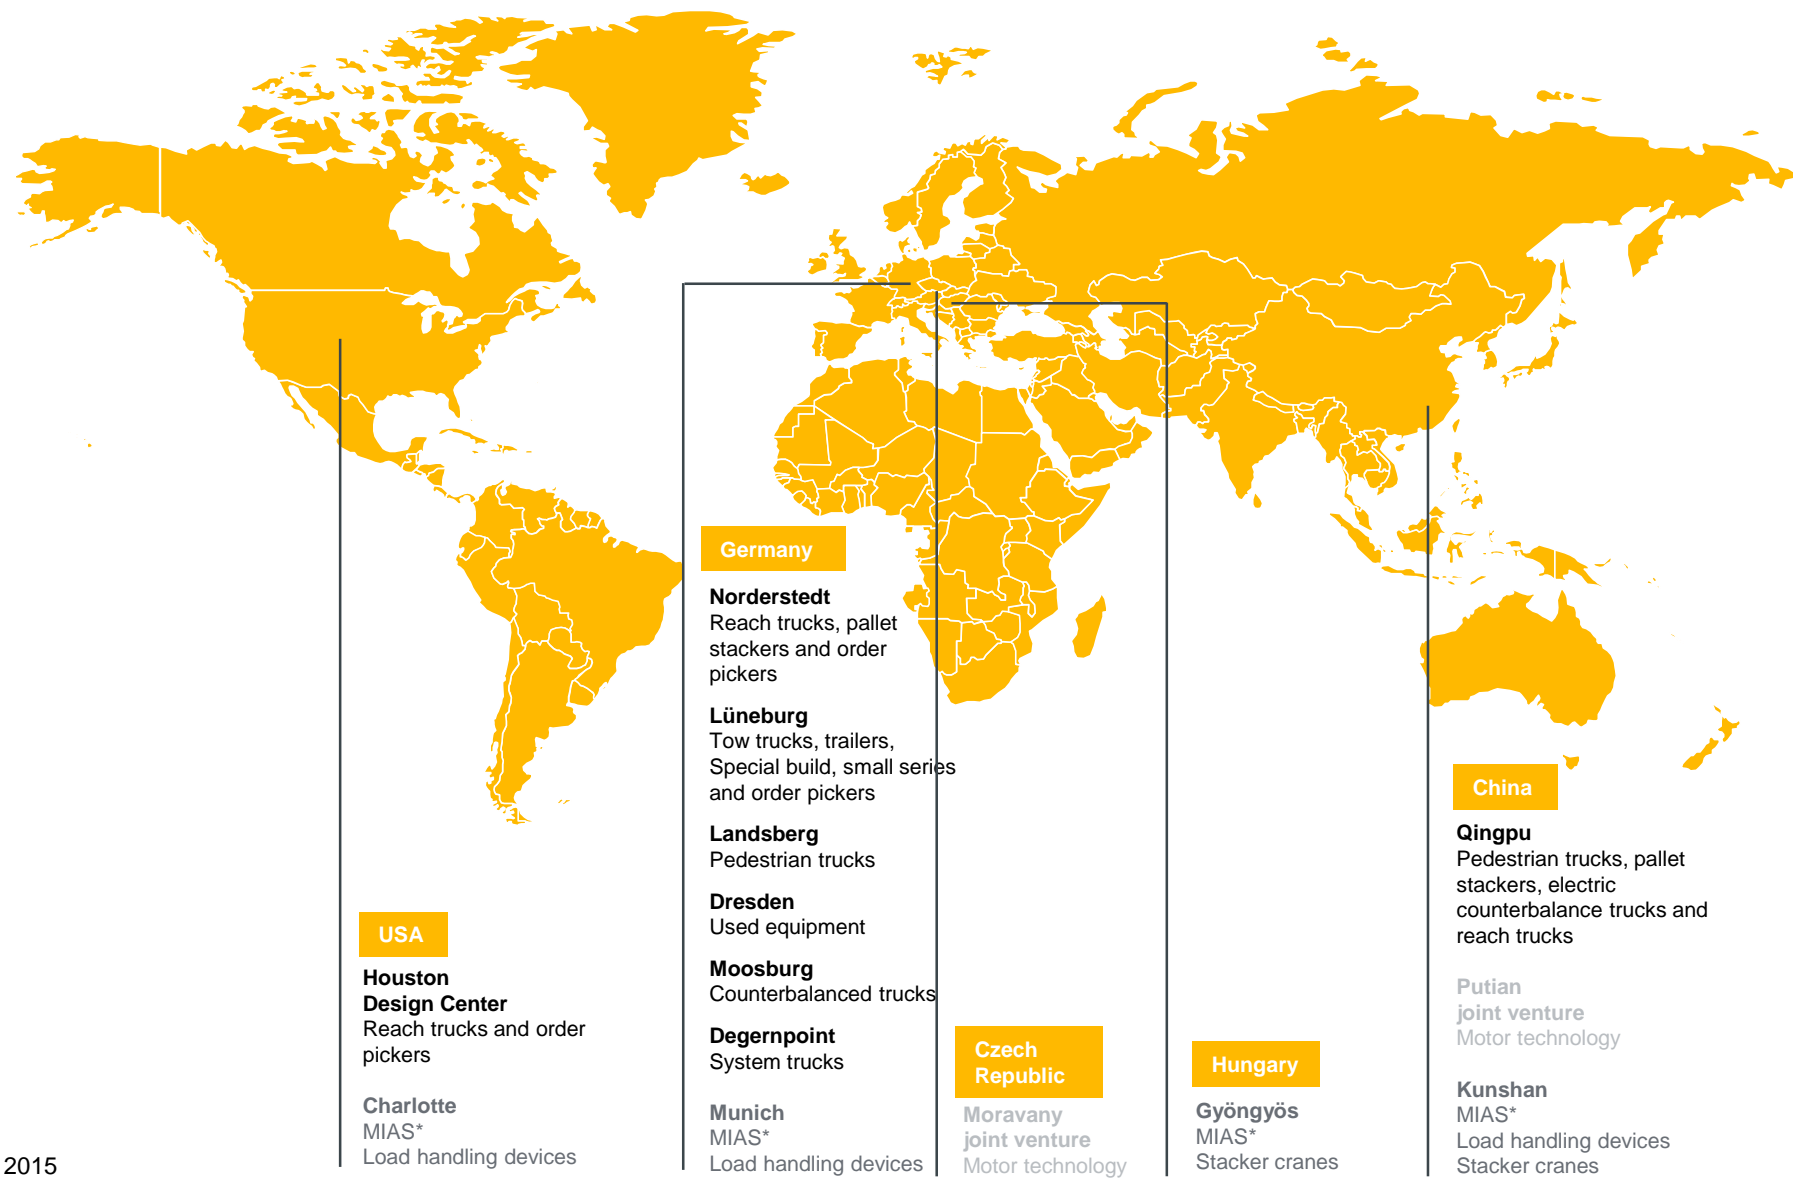 Germany
Norderstedt
Reach trucks, pallet
stackers and order
pickers
Lüneburg
Tow trucks, trailers,
Special build, small series
and order pickers
Landsberg
Pedestrian trucks
Dresden
Used equipment
Moosburg
Counterbalanced trucks
Degernpoint
System trucks
Munich
MIAS*
Load handling devices
USA
Houston
Design Center
Reach trucks and order
pickers
Charlotte
MIAS*
Load handling devices
Czech
Republic
Moravany
joint venture
Motor technology
Hungary
Gyöngyös
MIAS*
Stacker cranes
China
Qingpu
Pedestrian trucks, pallet
stackers, electric
counterbalance trucks and
reach trucks
Putian
joint venture
Motor technology
Kunshan
MIAS*
Load handling devices
Stacker cranes
2015